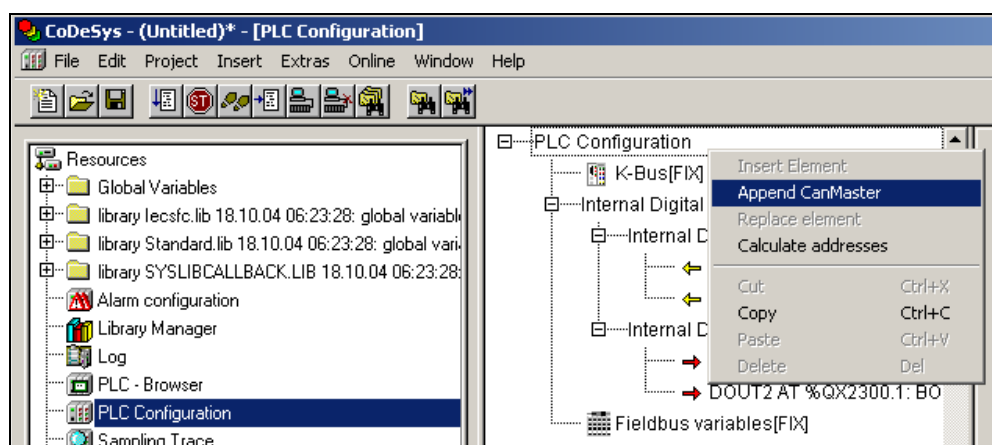 CoDeSys - (Untitled)* - [PLC Configuration]
File Edit Project Insert Extras Online Window Help
ST
Resources
Global Variables
library Iecsfc.lib 18.10.04 06:23:28: global variabl
library Standard.lib 18.10.04 06:23:28: global vari
library SYSLIBCALLBACK.LIB 18.10.04 06:23:28:
Alarm configuration
Library Manager
Log
PLC - Browser
PLC Configuration
Sampling Trace
PLC Configuration
K-Bus[FIX]
Internal Digital
Internal D
Internal D
DOUT2 AT %QX2300.1: BO
Fieldbus variables[FIX]
Insert Element
Append CanMaster
Replace element
Calculate addresses
Cut Ctrl+X
Copy Ctrl+C
Paste Ctrl+V
Delete Del